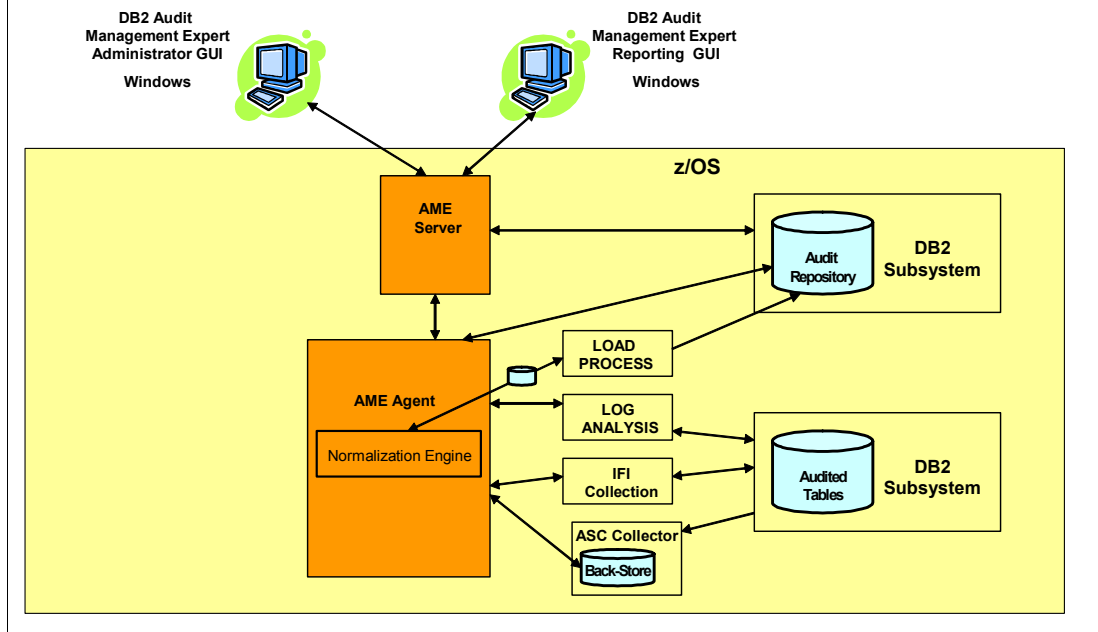 DB2 Audit
Management Expert
Administrator GUI
Windows
DB2 Audit
Management Expert
Reporting GUI
Windows
z/OS
AME
Server
Audit
Repository
DB2
Subsystem
LOAD
PROCESS
AME Agent
Normalization Engine
LOG
ANALYSIS
IFI
Collection
Audited
Tables
DB2
Subsystem
ASC Collector
Back-Store